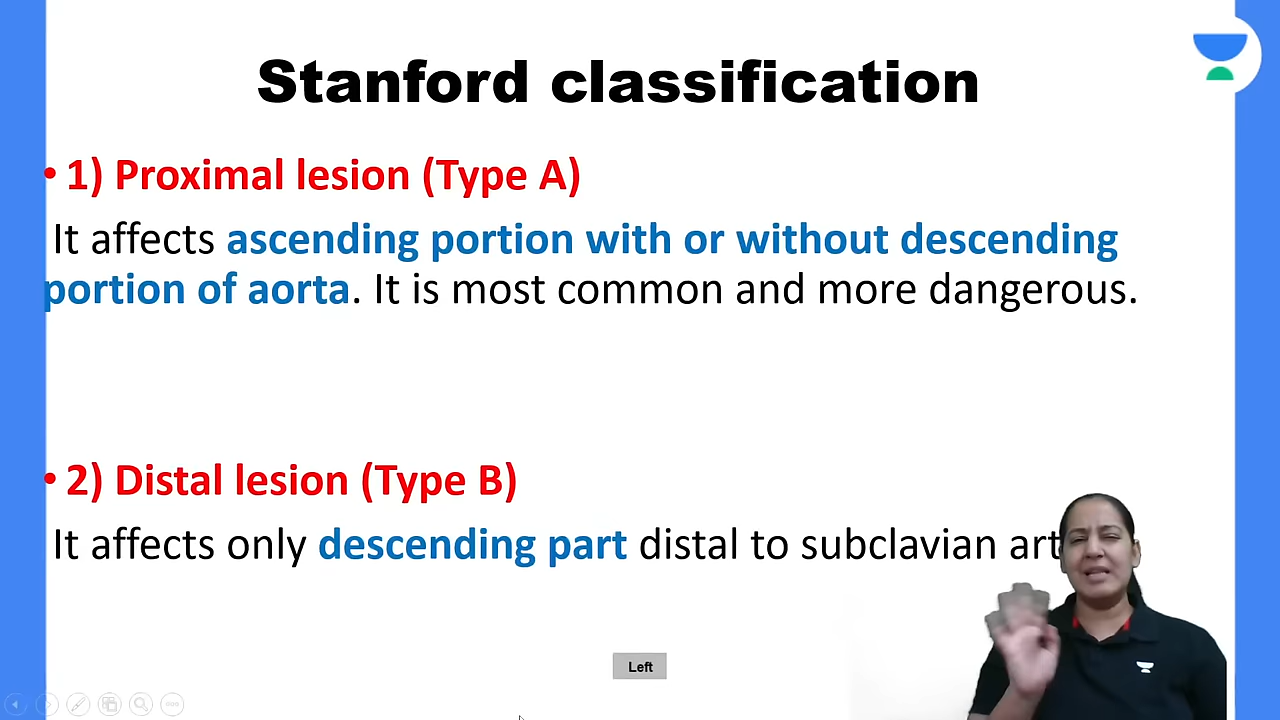 Stanford classification
• 1) Proximal lesion (Type A)
It affects ascending portion with or without descending
portion of aorta. It is most common and more dangerous.
• 2) Distal lesion (Type B)
It affects only descending part distal to subclavian art
Left